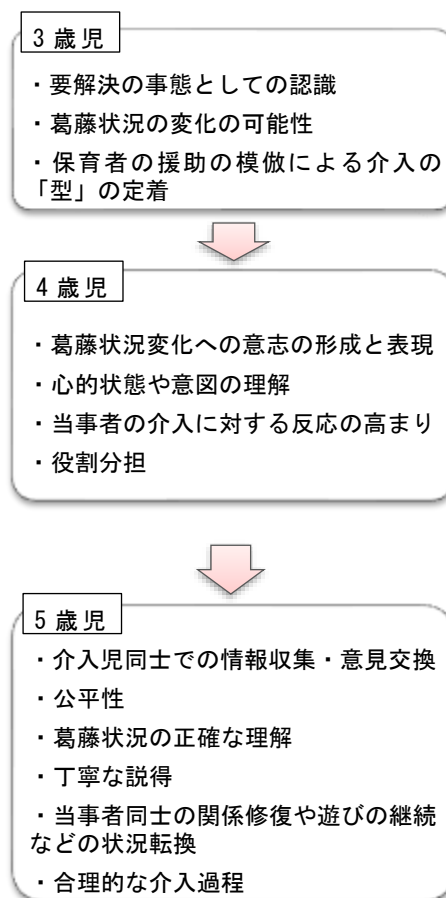 3歳児
・要解決の事態としての認識
・葛藤状況の変化の可能性
・保育者の援助の模倣による介入の
「型」の定着
4歳児
・葛藤状況変化への意志の形成と表現
・心的状態や意図の理解
・当事者の介入に対する反応の高まり
・役割分担
5歳児
・介入児同士での情報収集・意見交換
・公平性
・葛藤状況の正確な理解
・丁寧な説得
・当事者同士の関係修復や遊びの継続
などの状況転換
・合理的な介入過程